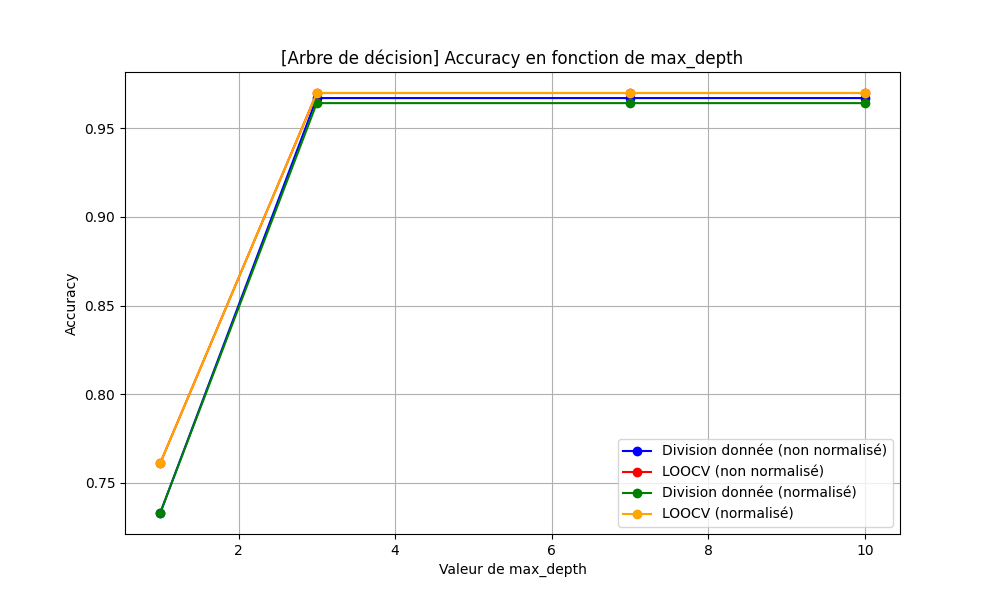 [Arbre de décision] Accuracy en fonction de max_depth
Accuracy
0.95
0.90
0.85
0.80
0.75
Division donnée (non normalisé)
LOOCV (non normalisé)
Division donnée (normalisé)
LOOCV (normalisé)
2 4 6 8 10
Valeur de max_depth